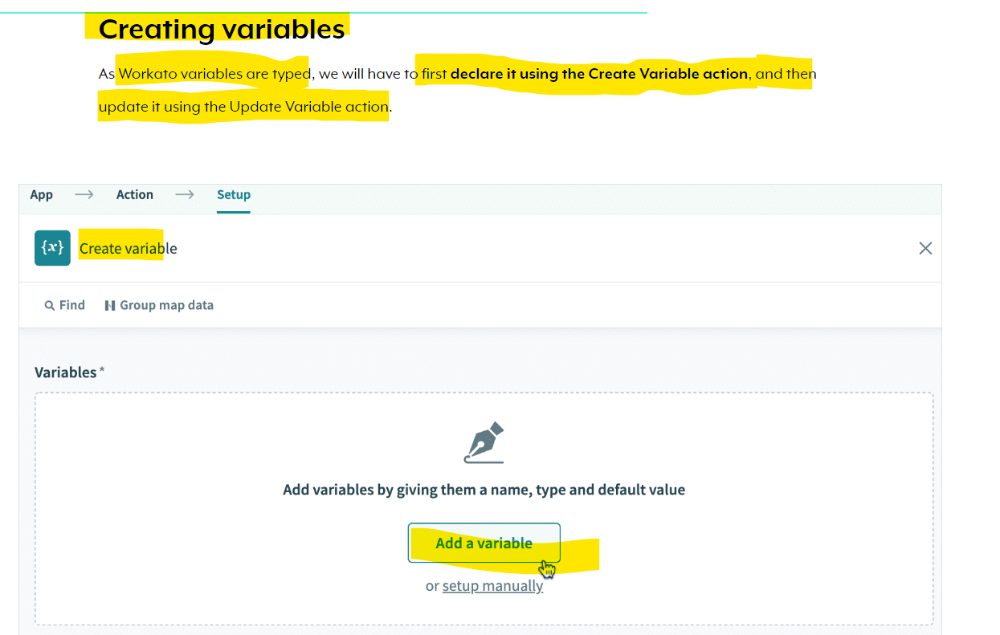 Creating variables
As Workato variables are typed, we will have to first declare it using the Create Variable action, and then
update it using the Update Variable action.
App → Action → Setup
{x} Create variable
Find Group map data
Variables *
Add variables by giving them a name, type and default value
Add a variable
or setup manually